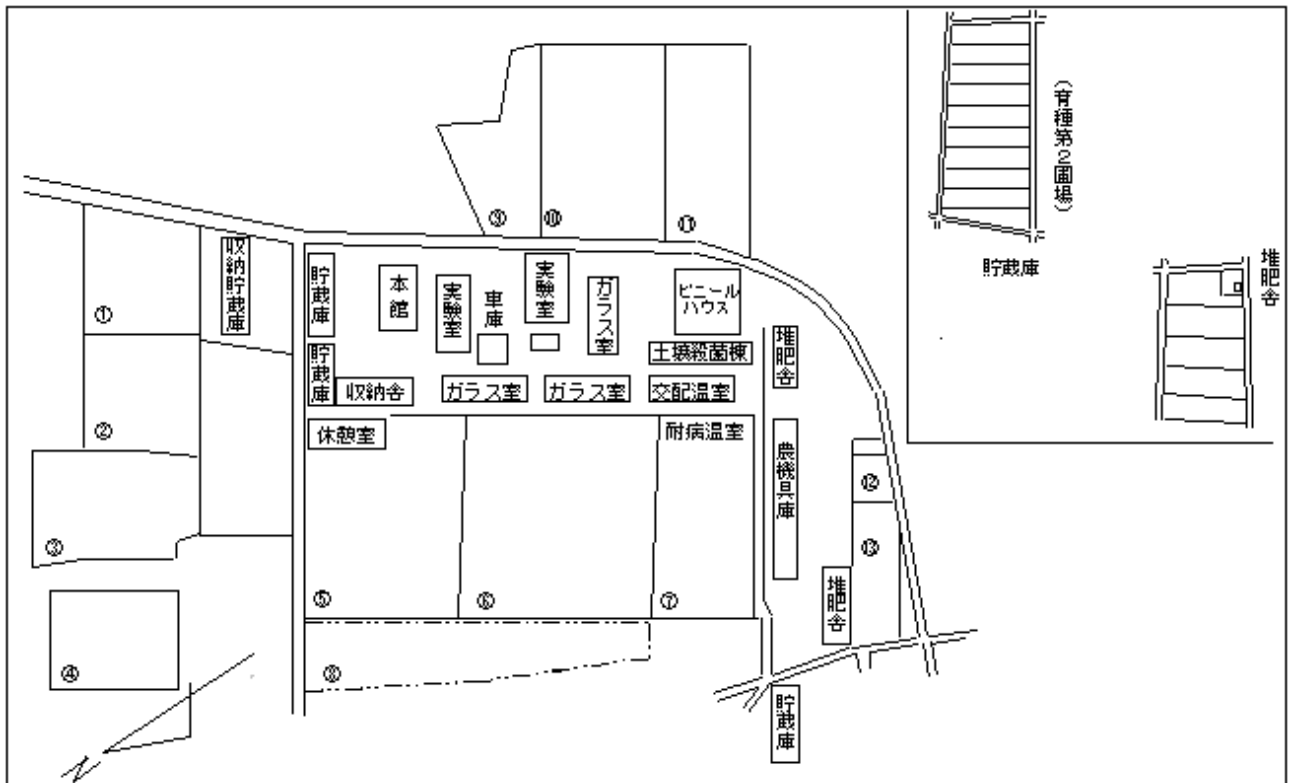 ⑨
⑩
⑪
(育種第2圃場)
貯蔵庫
堆肥舎
収納貯蔵庫
貯蔵庫
本館
実験室
車庫
実験室
ガラス室
ビニール
ハウス
①
貯蔵庫
収納舎
ガラス室
ガラス室
土壌殺菌棟
交配温室
堆肥舎
②
休憩室
耐病温室
農機具庫
⑫
③
⑬
⑤
⑥
⑦
堆肥舎
④
⑧
貯蔵庫
N